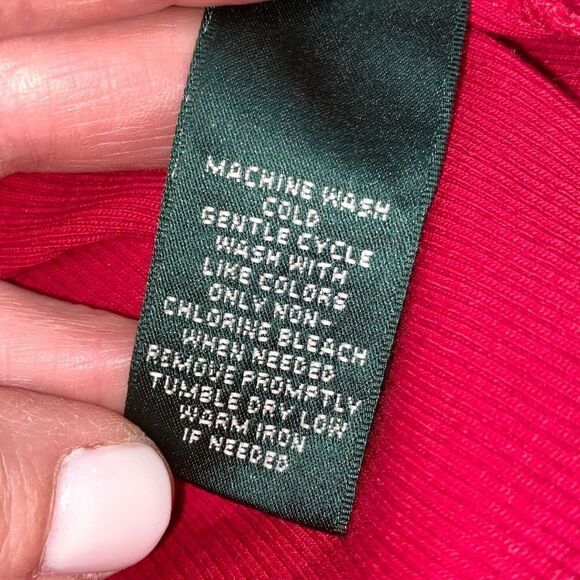 MACHINE WASH
COLD
GENTLE CYCLE
WASH WITH
LIKE COLORS
ONLY NON-
CHLORINE BLEACH
WHEN NEEDED
REMOVE PROMPTLY
TUMBLE DRY LOW
WARM IRON
IF NEEDED